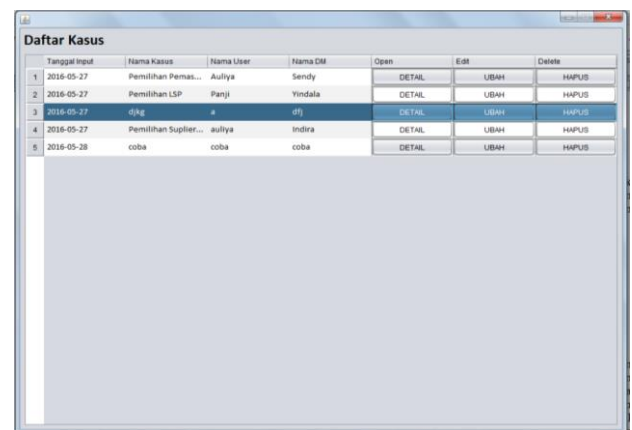 Daftar Kasus
Tanggal Input Nama Kasus Nama User Nama DM Open Edit Delete
1 2016-05-27 Pemilihan Pemas... Auliya Sendy DETAIL UBAH HAPUS
2 2016-05-27 Pemilihan LSP Panji Yindala DETAIL UBAH HAPUS
3 2016-05-27 djkg a dfj DETAIL UBAH HAPUS
4 2016-05-27 Pemilihan Suplier... auliya Indira DETAIL UBAH HAPUS
5 2016-05-28 coba coba coba DETAIL UBAH HAPUS